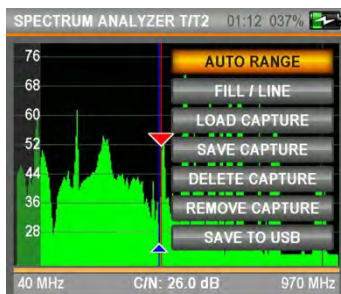 SPECTRUM ANALYZER T/T2 01:12 037%
76
68
60
52
44
36
28
AUTO RANGE
FILL / LINE
LOAD CAPTURE
SAVE CAPTURE
DELETE CAPTURE
REMOVE CAPTURE
SAVE TO USB
40 MHz C/N: 26.0 dB 970 MHz